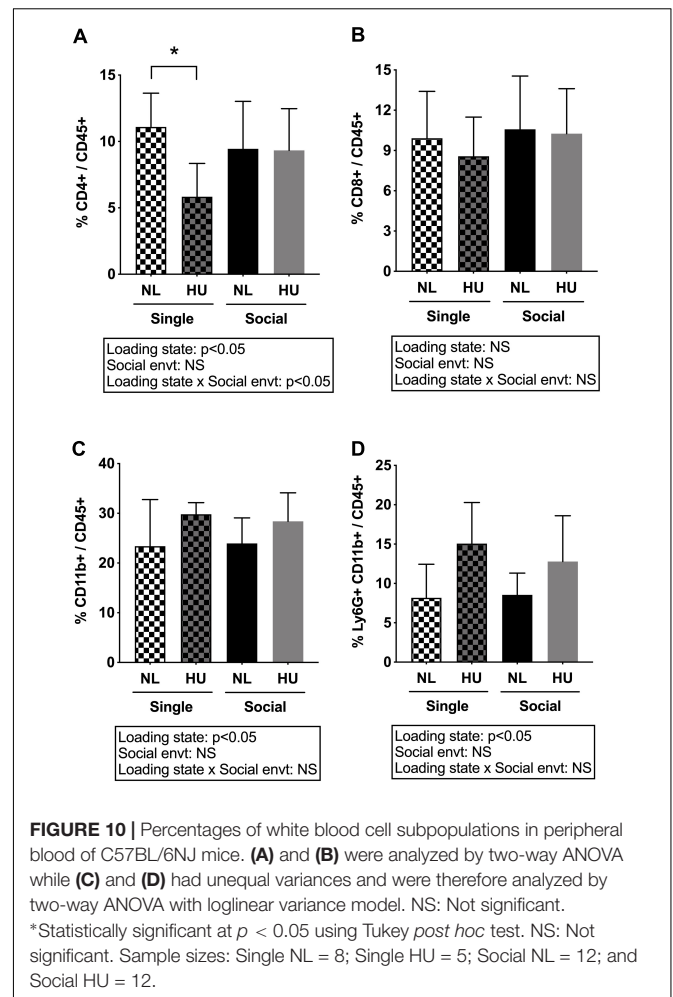 A
*
15
10
5
0
% CD4+ / CD45+
NL HU NL HU
Single Social
Loading state: p<0.05
Social envt: NS
Loading state x Social envt: p<0.05
B
15
12
9
6
3
0
% CD8+ / CD45+
NL HU NL HU
Single Social
Loading state: NS
Social envt: NS
Loading state x Social envt: NS
C
40
30
20
10
0
% CD11b+ / CD45+
NL HU NL HU
Single Social
Loading state: p<0.05
Social envt: NS
Loading state x Social envt: NS
D
25
20
15
10
5
0
% Ly6G+ CD11b+ / CD45+
NL HU NL HU
Single Social
Loading state: p<0.05
Social envt: NS
Loading state x Social envt: NS
FIGURE 10 | Percentages of white blood cell subpopulations in peripheral
blood of C57BL/6NJ mice. (A) and (B) were analyzed by two-way ANOVA
while (C) and (D) had unequal variances and were therefore analyzed by
two-way ANOVA with loglinear variance model. NS: Not significant.
*Statistically significant at p < 0.05 using Tukey post hoc test. NS: Not
significant. Sample sizes: Single NL = 8; Single HU = 5; Social NL = 12; and
Social HU = 12.